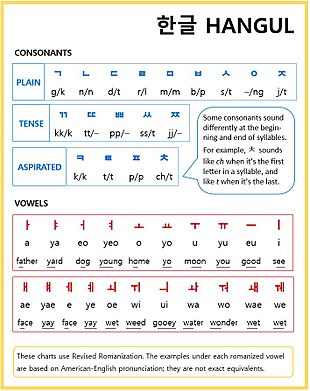 한글 HANGUL
CONSONANTS
PLAIN
ㄱ ㄴ ㄷ ㄹ ㅁ ㅂ ㅅ ㅇ ㅈ
g/k n/n d/t r/l m/m b/p s/t –/ng j/t
TENSE
ㄲ ㄸ ㅃ ㅆ ㅉ
kk/k tt/– pp/– ss/t jj/–
ASPIRATED
ㅋ ㅌ ㅍ ㅊ
k/k t/t p/p ch/t
Some consonants sound
differently at the begin-
ning and end of syllables.
For example, ㅊ sounds
like ch when it's the first
letter in a syllable, and
like t when it's the last.
VOWELS
ㅏ ㅑ ㅓ ㅕ ㅗ ㅛ ㅜ ㅠ ㅡ ㅣ
a ya eo yeo o yo u yu eu i
father yard dog young home yo moon you good see
ㅐ ㅒ ㅔ ㅖ ㅚ ㅟ ㅢ ㅘ ㅝ ㅙ ㅞ
ae yae e ye oe wi ui wa wo wae we
face yay face yay wet weed gooey water wonder wet wet
These charts use Revised Romanization. The examples under each romanized vowel
are based on American-English pronunciation; they are not exact equivalents.